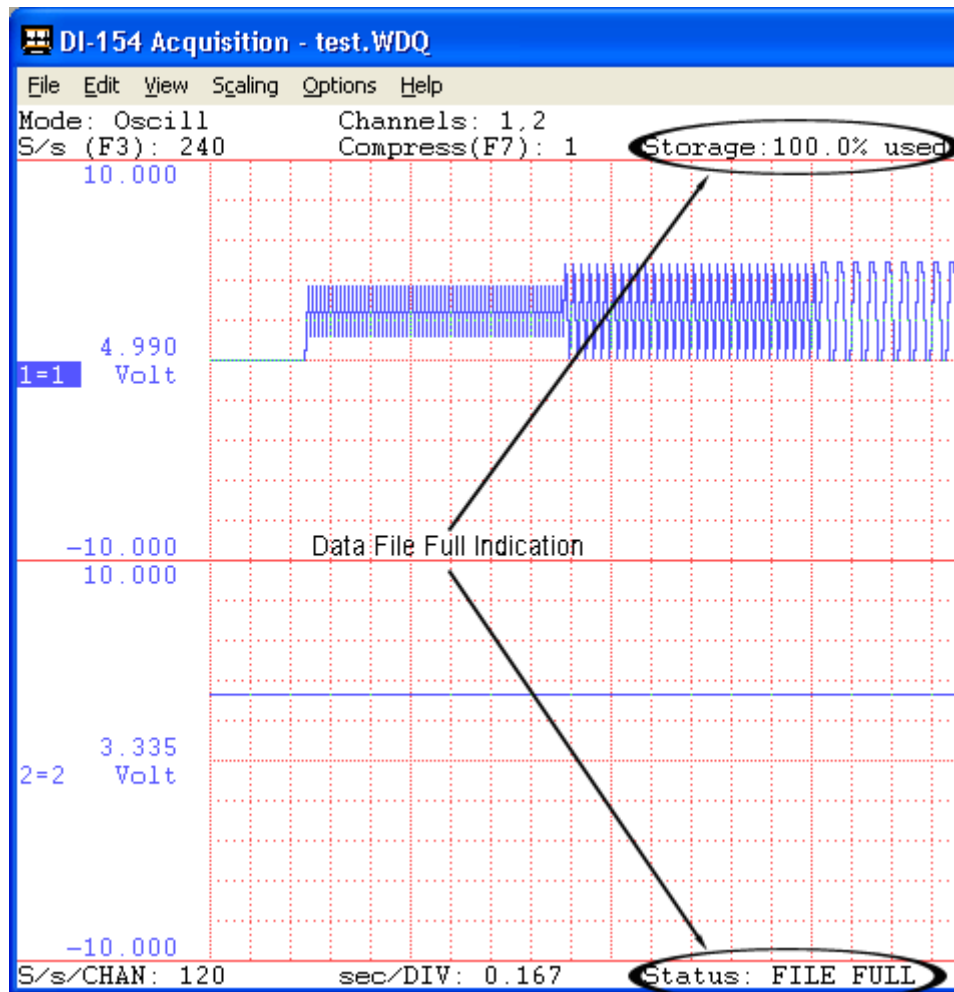 DI-154 Acquisition - test.WDQ
File Edit View Scaling Options Help
Mode: Oscill Channels: 1,2
S/s (F3): 240 Compress(F7): 1 Storage:100.0% used
10.000
4.990
1=1 Volt
-10.000
Data File Full Indication
10.000
3.335
2=2 Volt
-10.000
S/s/CHAN: 120 sec/DIV: 0.167 Status: FILE FULL